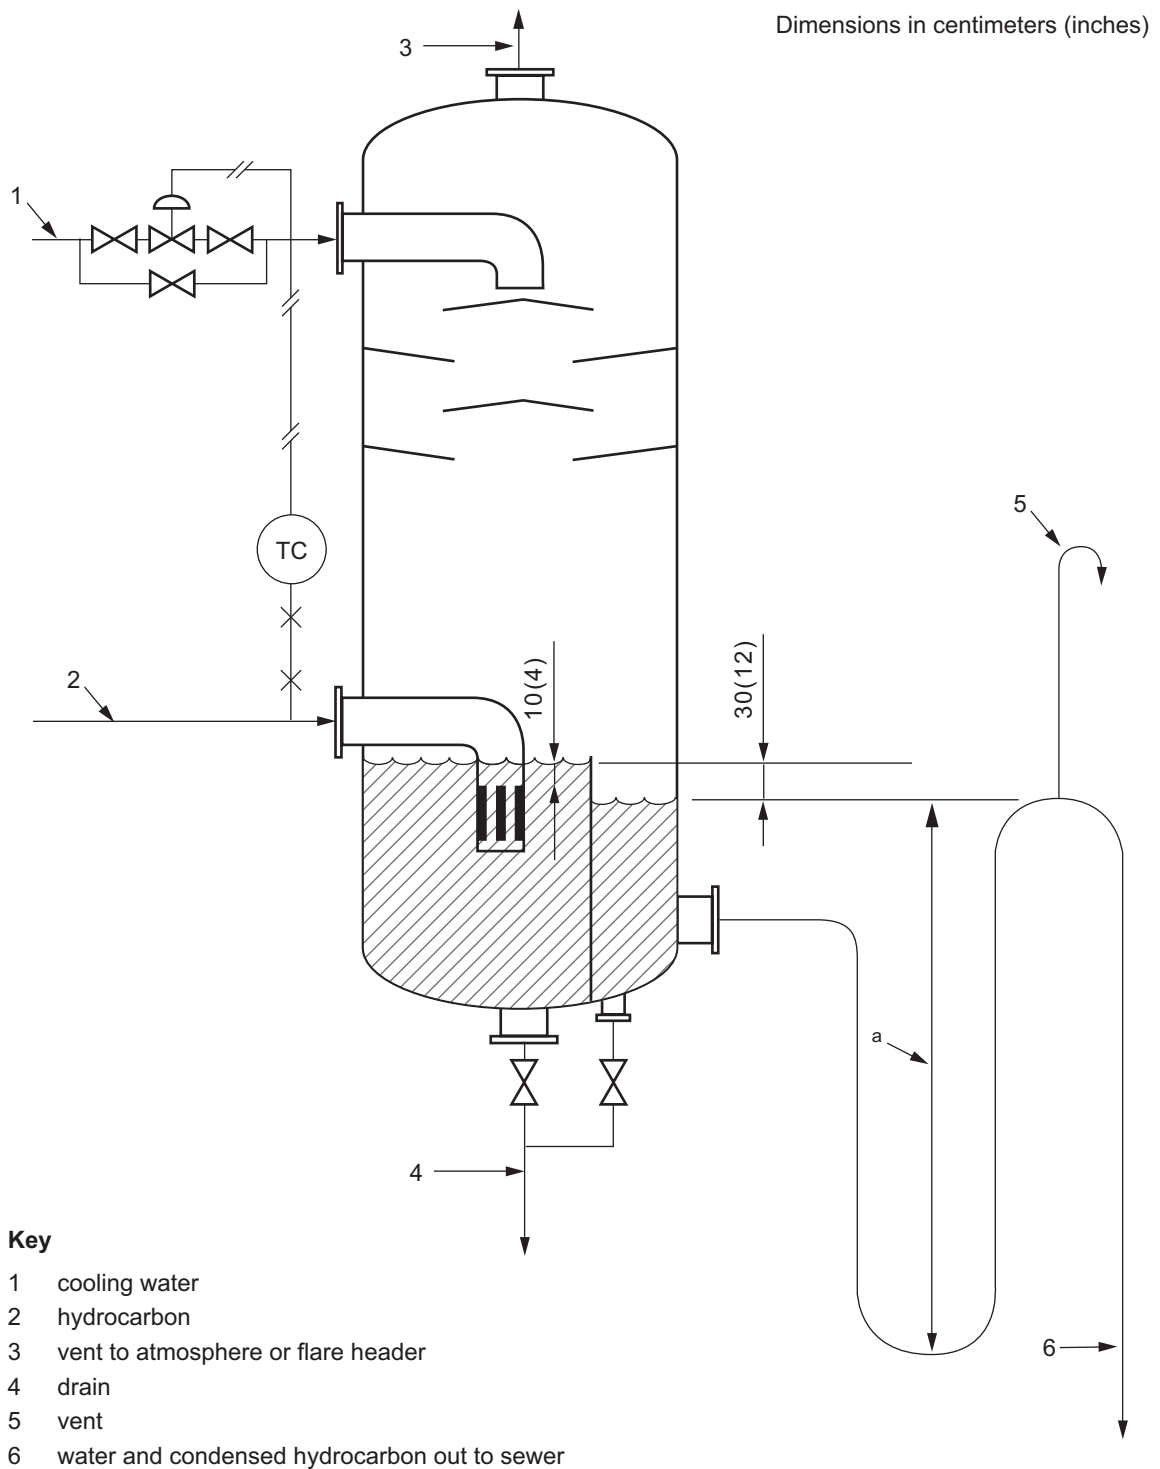 Dimensions in centimeters (inches)
3
1
TC
5
2
10(4)
30(12)
a
4
6
Key
1 cooling water
2 hydrocarbon
3 vent to atmosphere or flare header
4 drain
5 vent
6 water and condensed hydrocarbon out to sewer